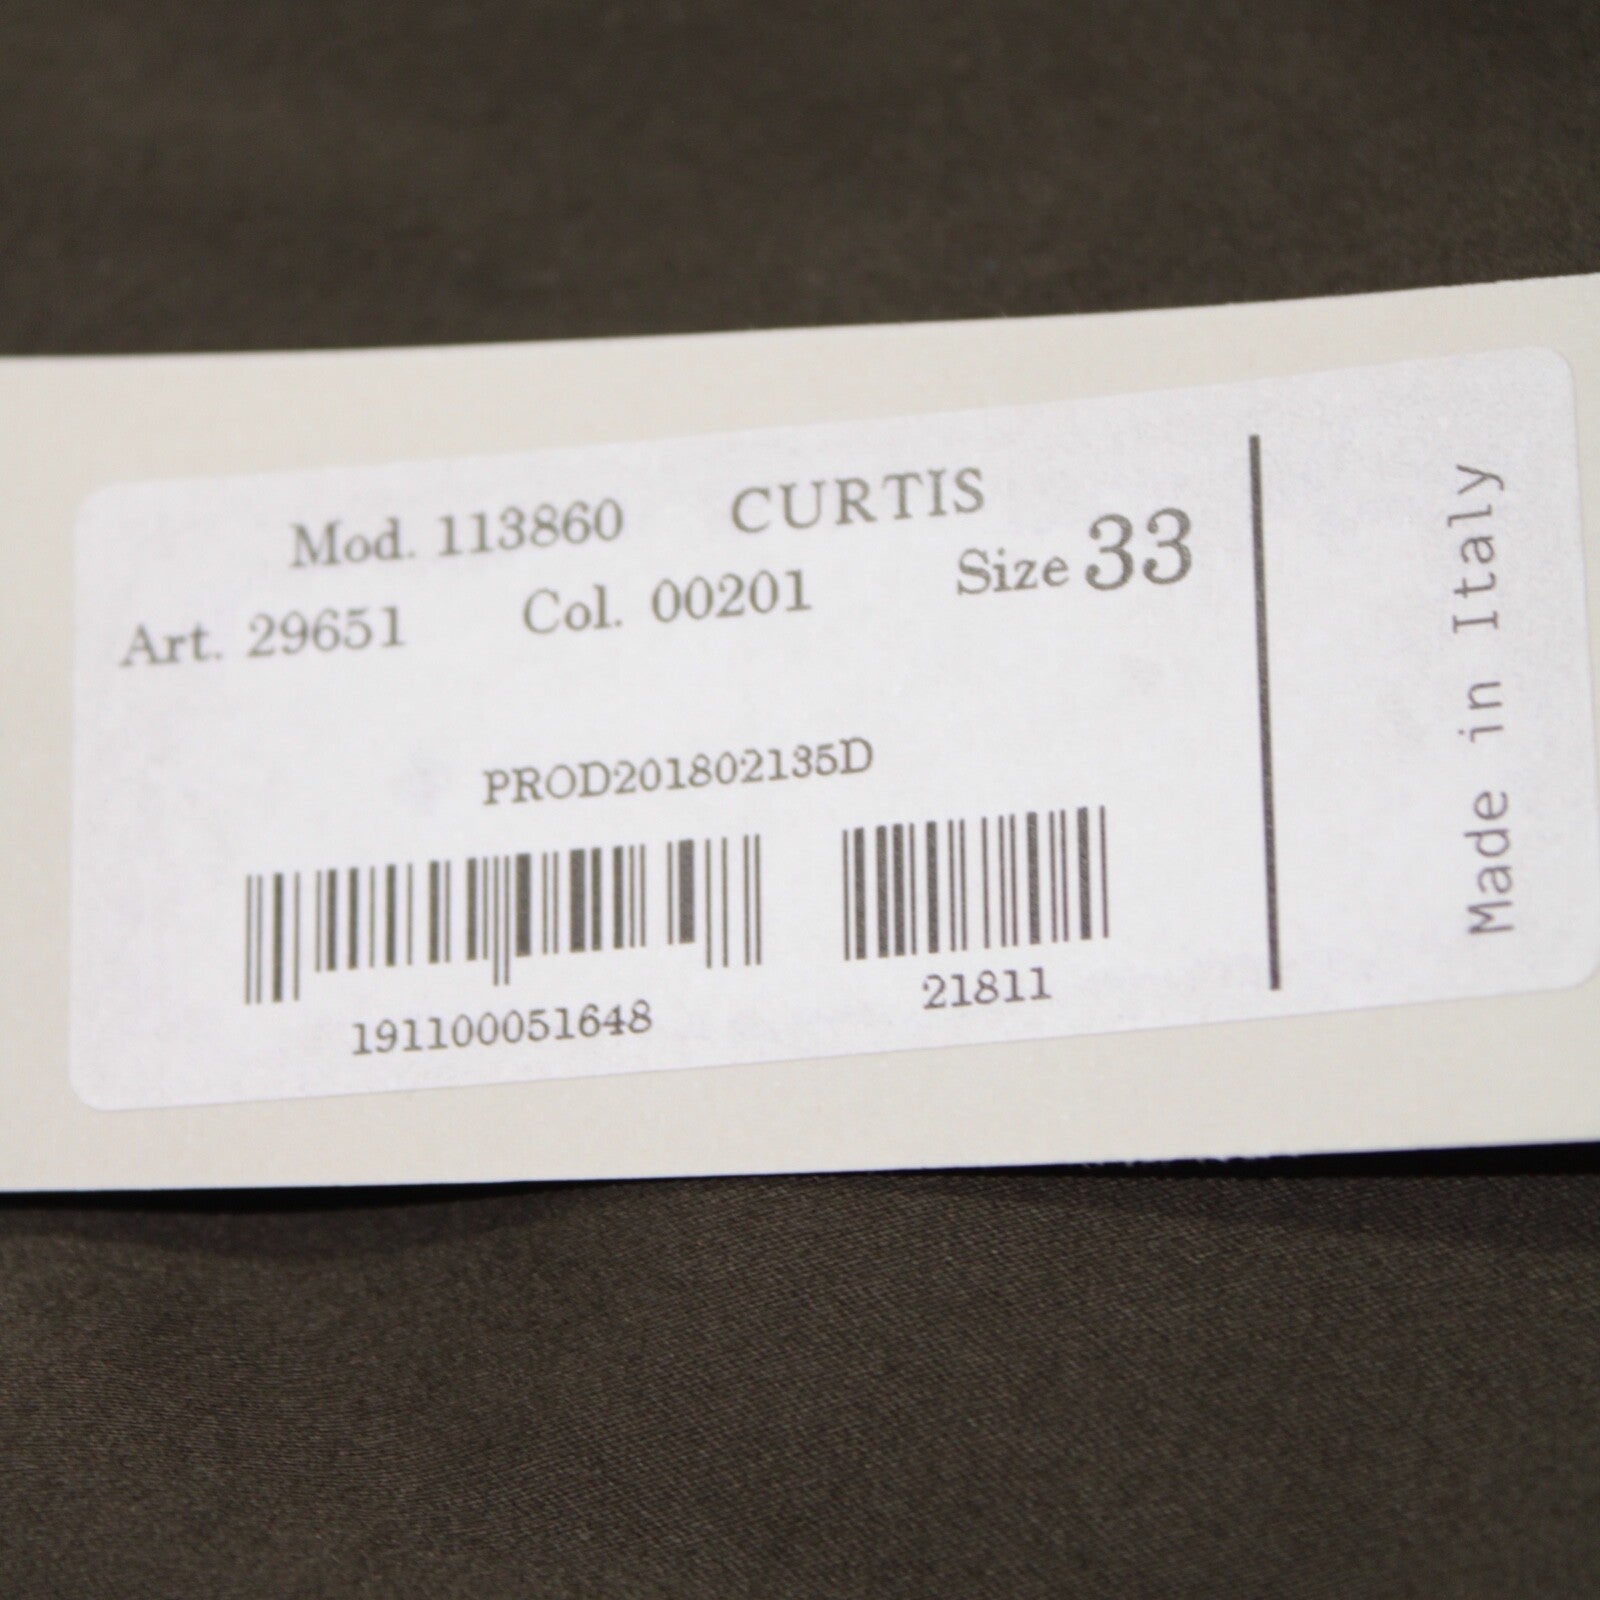 Mod. 113860 CURTIS
Art. 29651 Col. 00201 Size 33
PROD201802135D
191100051648 21811
Made in Italy